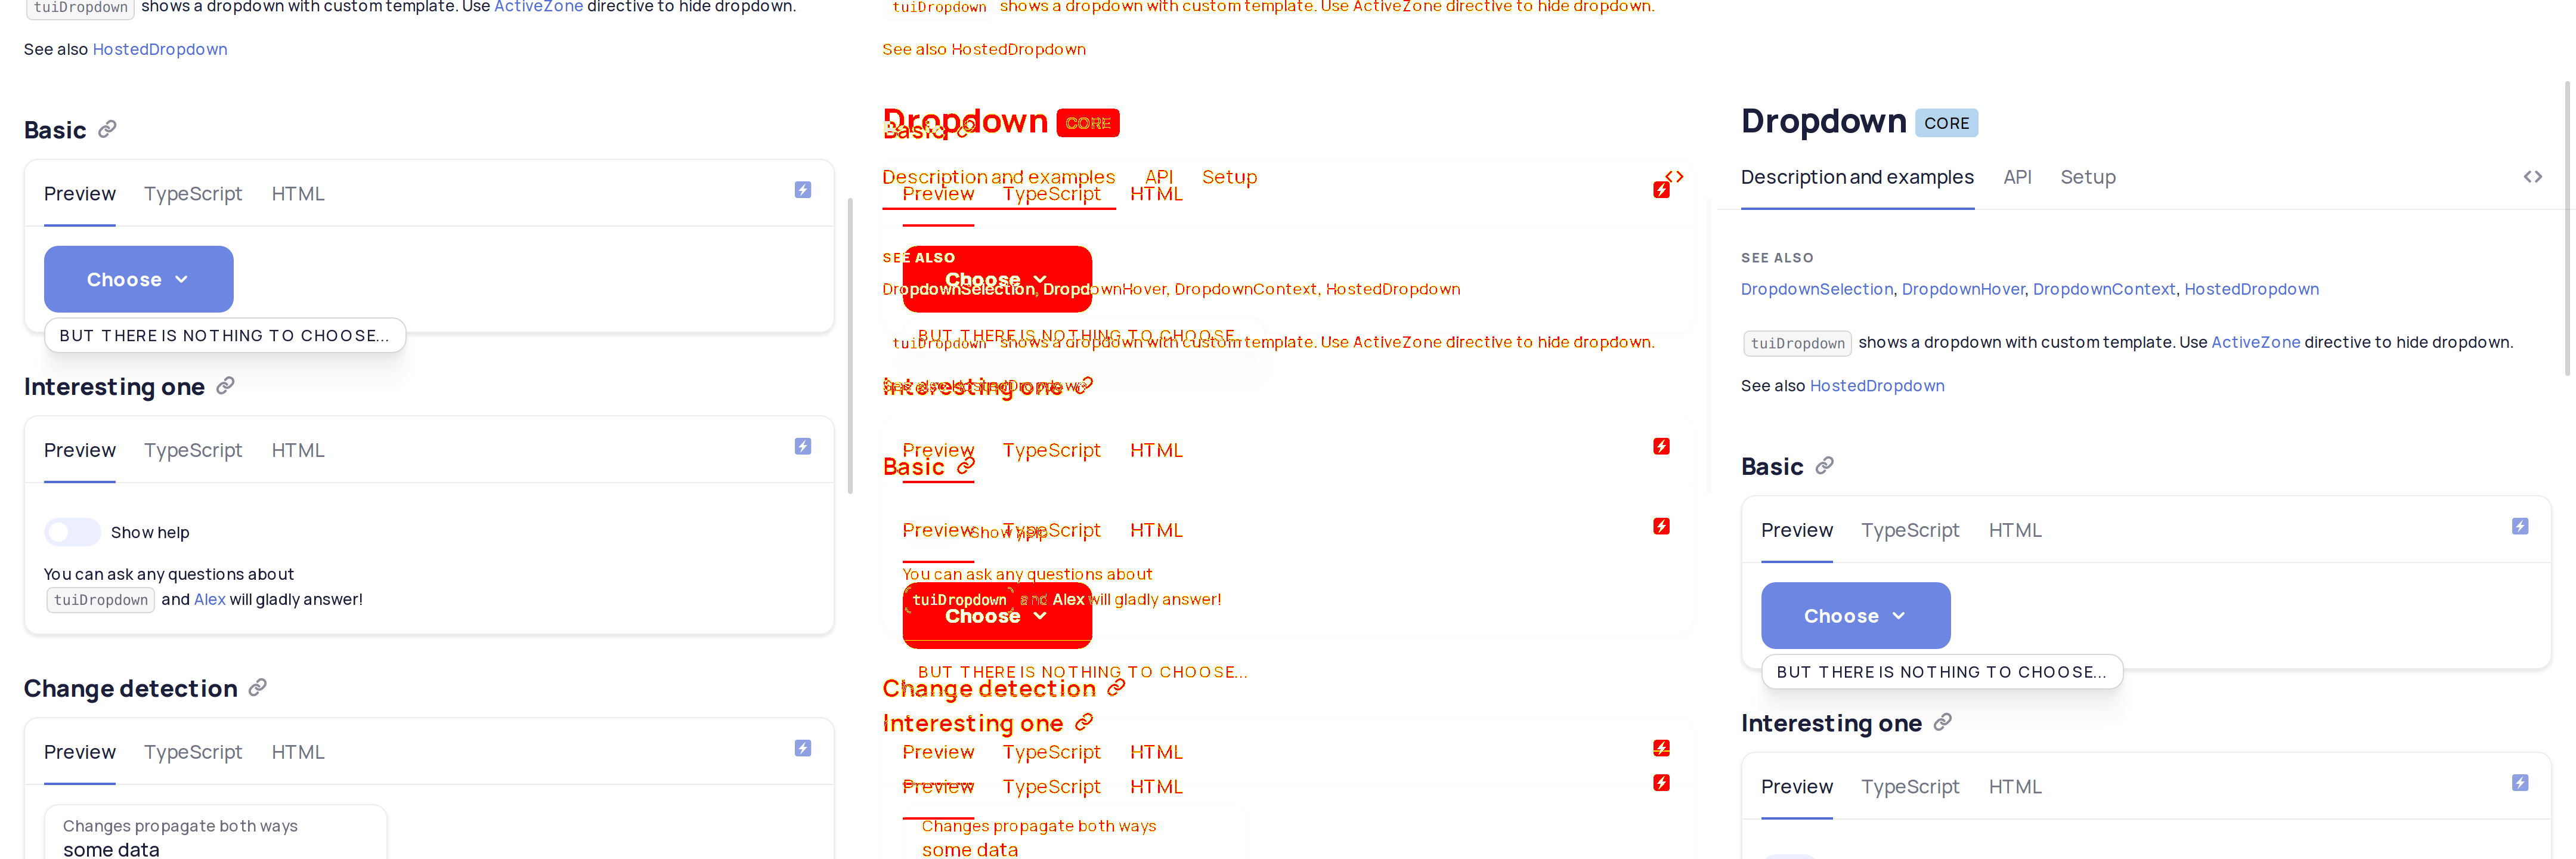 tuiDropdown shows a dropdown with custom template. Use ActiveZone directive to hide dropdown.
See also HostedDropdown
Basic
Preview TypeScript HTML
Choose
BUT THERE IS NOTHING TO CHOOSE...
Interesting one
Preview TypeScript HTML
Show help
You can ask any questions about
tuiDropdown and Alex will gladly answer!
Change detection
Preview TypeScript HTML
Changes propagate both ways
some data
tuiDropdown shows a dropdown with custom template. Use ActiveZone directive to hide dropdown.
See also HostedDropdown
Dropdown CORE
Basic
Description and examples API Setup
Preview TypeScript HTML
SEE ALSO
Choose
DropdownSelection, DropdownHover, DropdownContext, HostedDropdown
BUT THERE IS NOTHING TO CHOOSE...
tuiDropdown shows a dropdown with custom template. Use ActiveZone directive to hide dropdown.
See also HostedDropdown
Interesting one
Preview TypeScript HTML
Basic
Preview TypeScript HTML
Show help
You can ask any questions about
tuiDropdown and Alex will gladly answer!
Choose
BUT THERE IS NOTHING TO CHOOSE...
Change detection
Interesting one
Preview TypeScript HTML
Preview TypeScript HTML
Changes propagate both ways
some data
Dropdown CORE
Description and examples API Setup
SEE ALSO
DropdownSelection, DropdownHover, DropdownContext, HostedDropdown
tuiDropdown shows a dropdown with custom template. Use ActiveZone directive to hide dropdown.
See also HostedDropdown
Basic
Preview TypeScript HTML
Choose
BUT THERE IS NOTHING TO CHOOSE...
Interesting one
Preview TypeScript HTML